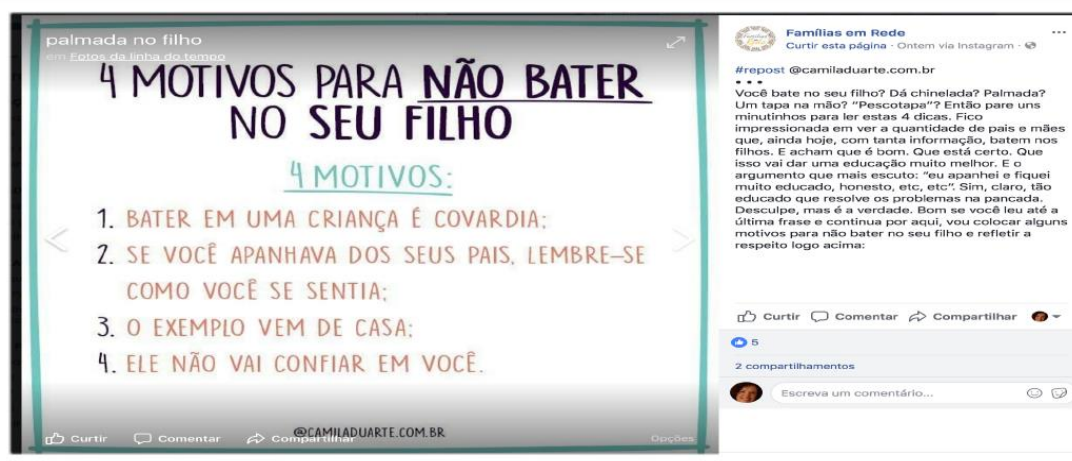 palmada no filho
em Fotos da linha do tempo
4 MOTIVOS PARA NÃO BATER
NO SEU FILHO
4 MOTIVOS:
1. BATER EM UMA CRIANÇA É COVARDIA;
2. SE VOCÊ APANHAVA DOS SEUS PAIS, LEMBRE-SE
COMO VOCÊ SE SENTIA;
3. O EXEMPLO VEM DE CASA;
4. ELE NÃO VAI CONFIAR EM VOCÊ.
@CAMILADUARTE.COM.BR
Curtir Comentar Compartilhar Opções
Famílias em Rede
Curtir esta página · Ontem via Instagram ·
#repost @camiladuarte.com.br
• • •
Você bate no seu filho? Dá chinelada? Palmada?
Um tapa na mão? "Pescotapa"? Então pare uns
minutinhos para ler estas 4 dicas. Fico
impressionada em ver a quantidade de pais e mães
que, ainda hoje, com tanta informação, batem nos
filhos. E acham que é bom. Que está certo. Que
isso vai dar uma educação muito melhor. E o
argumento que mais escuto: "eu apanhei e fiquei
muito educado, honesto, etc, etc". Sim, claro, tão
educado que resolve os problemas na pancada.
Desculpe, mas é a verdade. Bom se você leu até a
última frase e continua por aqui, vou colocar alguns
motivos para não bater no seu filho e refletir a
respeito logo acima:
Curtir Comentar Compartilhar
5
2 compartilhamentos
Escreva um comentário...